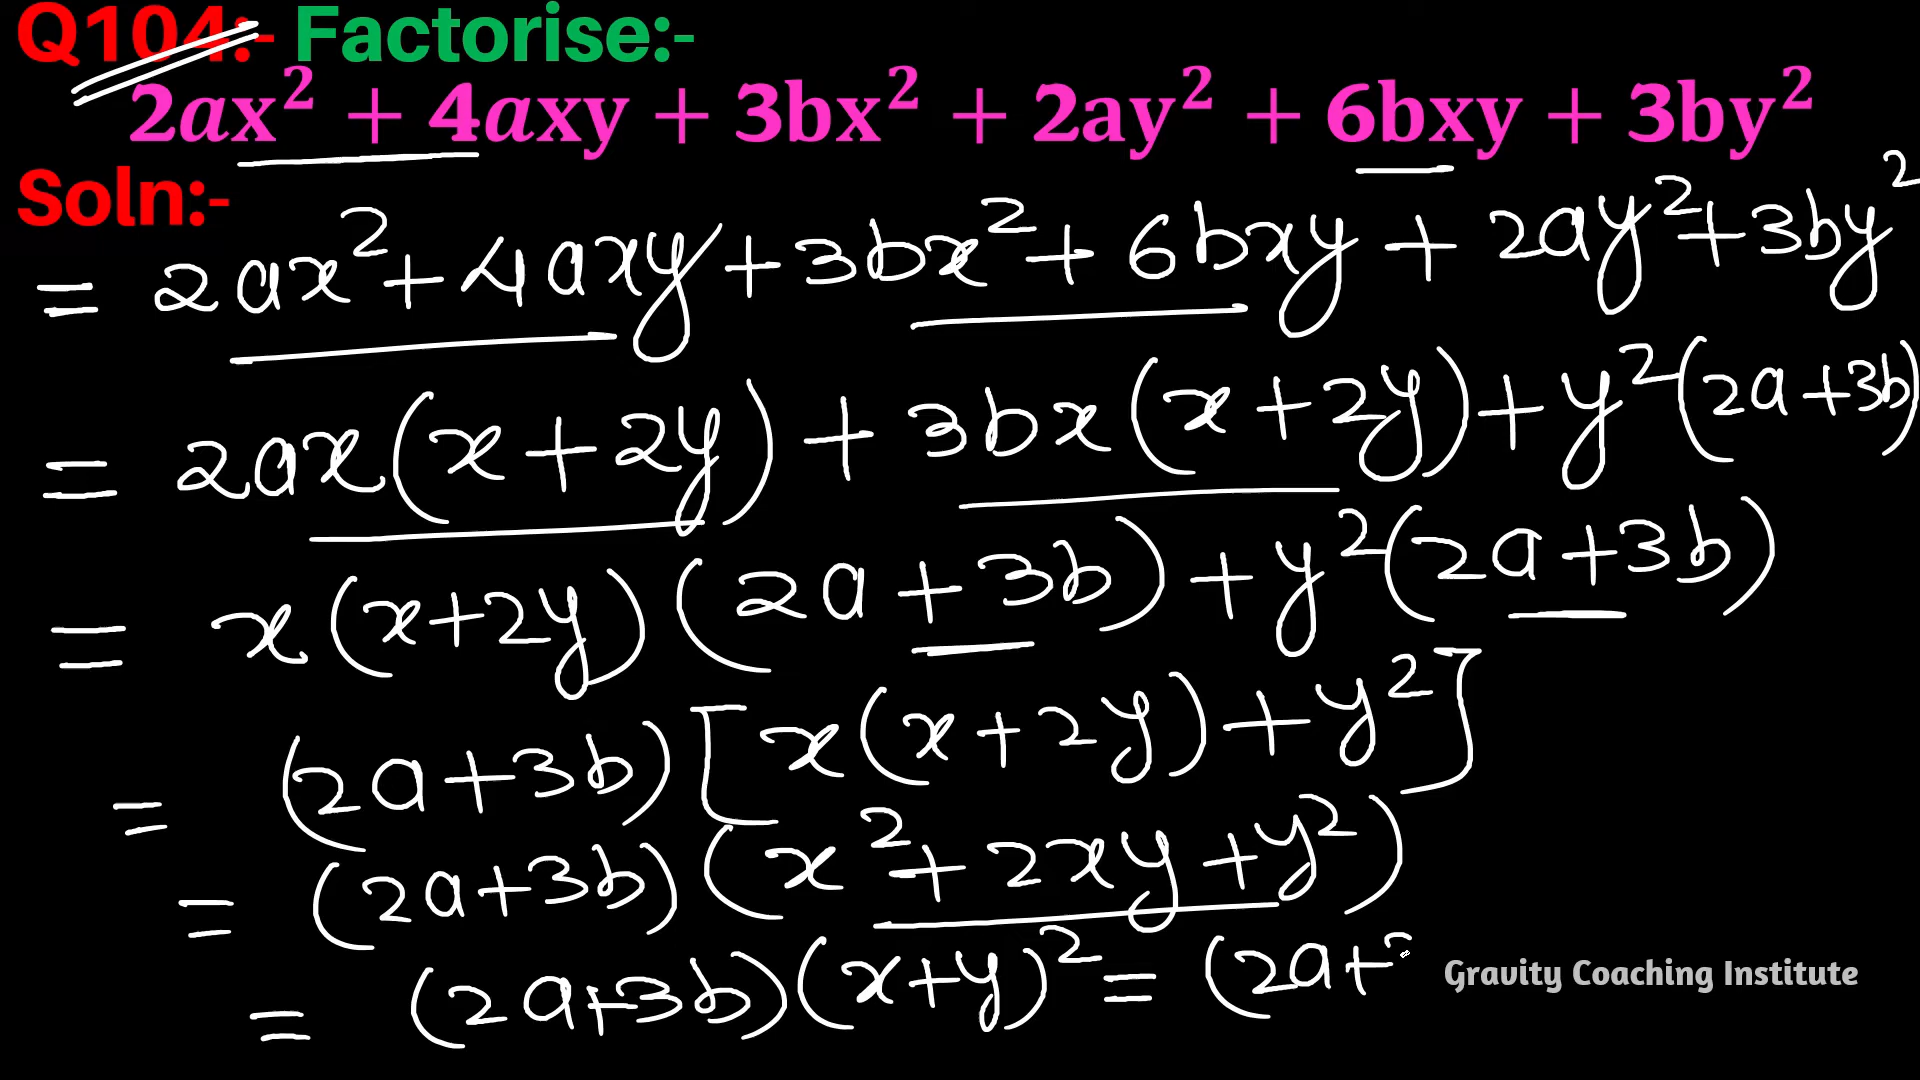 Q104:- Factorise:-
2ax² + 4axy + 3bx² + 2ay² + 6bxy + 3by²
Soln:-
= 2ax² + 4axy + 3bx² + 6bxy + 2ay² + 3by²
= 2ax(x+2y) + 3bx(x+2y) + y²(2a+3b)
= x(x+2y)(2a+3b) + y²(2a+3b)
= (2a+3b)[x(x+2y)+y²]
= (2a+3b)(x²+2xy+y²)
= (2a+3b)(x+y)² = (2a+
Gravity Coaching Institute